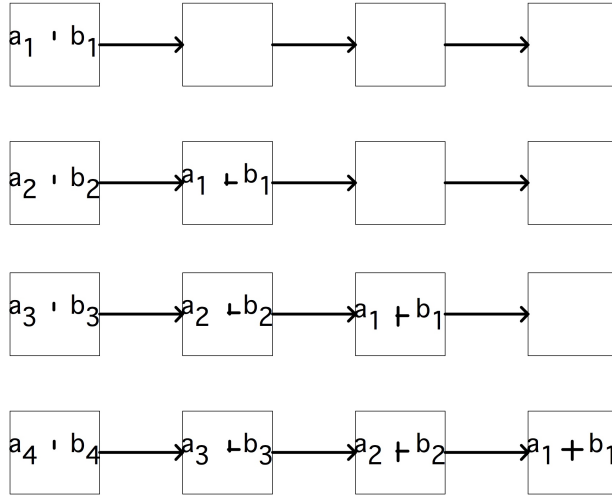 a₁ ╵ b₁
a₂ ╵ b₂ a₁ └ b₁
a₃ ╵ b₃ a₂ └ b₂ a₁ ├ b₁
a₄ ╵ b₄ a₃ └ b₃ a₂ ├ b₂ a₁ + b₁